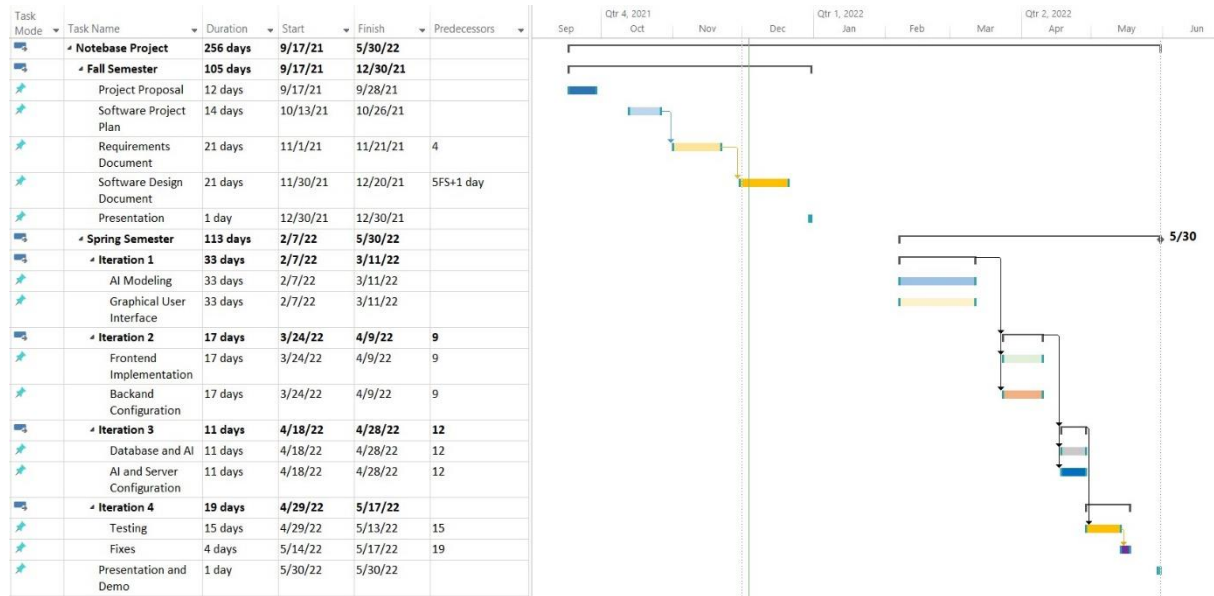 Qtr 4, 2021 Qtr 1, 2022 Qtr 2, 2022
Task
Mode Task Name Duration Start Finish Predecessors Sep Oct Nov Dec Jan Feb Mar Apr May Jun
Notebase Project 256 days 9/17/21 5/30/22
Fall Semester 105 days 9/17/21 12/30/21
Project Proposal 12 days 9/17/21 9/28/21
Software Project 14 days 10/13/21 10/26/21
Plan
Requirements 21 days 11/1/21 11/21/21 4
Document
Software Design 21 days 11/30/21 12/20/21 5FS+1 day
Document
Presentation 1 day 12/30/21 12/30/21
Spring Semester 113 days 2/7/22 5/30/22 5/30
Iteration 1 33 days 2/7/22 3/11/22
AI Modeling 33 days 2/7/22 3/11/22
Graphical User 33 days 2/7/22 3/11/22
Interface
Iteration 2 17 days 3/24/22 4/9/22 9
Frontend 17 days 3/24/22 4/9/22 9
Implementation
Backand 17 days 3/24/22 4/9/22 9
Configuration
Iteration 3 11 days 4/18/22 4/28/22 12
Database and AI 11 days 4/18/22 4/28/22 12
AI and Server 11 days 4/18/22 4/28/22 12
Configuration
Iteration 4 19 days 4/29/22 5/17/22
Testing 15 days 4/29/22 5/13/22 15
Fixes 4 days 5/14/22 5/17/22 19
Presentation and 1 day 5/30/22 5/30/22
Demo